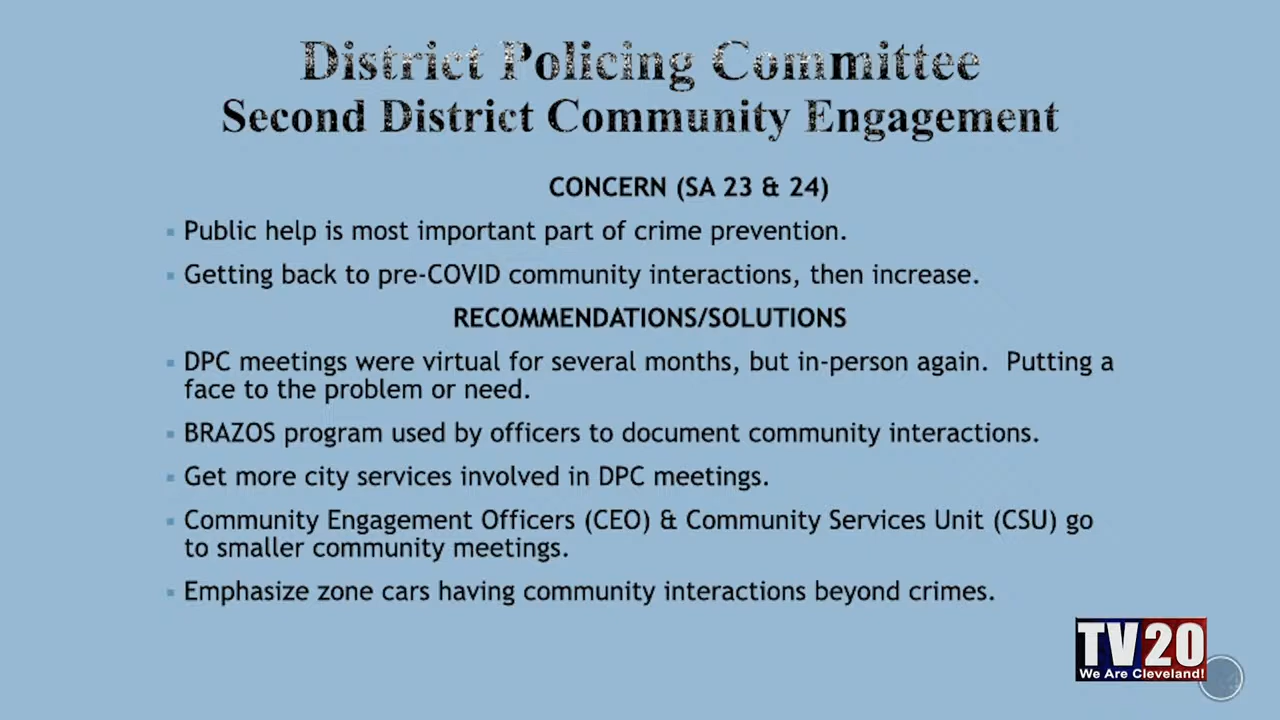 District Policing Committee
Second District Community Engagement
CONCERN (SA 23 & 24)
Public help is most important part of crime prevention.
Getting back to pre-COVID community interactions, then increase.
RECOMMENDATIONS/SOLUTIONS
DPC meetings were virtual for several months, but in-person again.  Putting a
face to the problem or need.
BRAZOS program used by officers to document community interactions.
Get more city services involved in DPC meetings.
Community Engagement Officers (CEO) & Community Services Unit (CSU) go
to smaller community meetings.
Emphasize zone cars having community interactions beyond crimes.
TV20
We Are Cleveland!